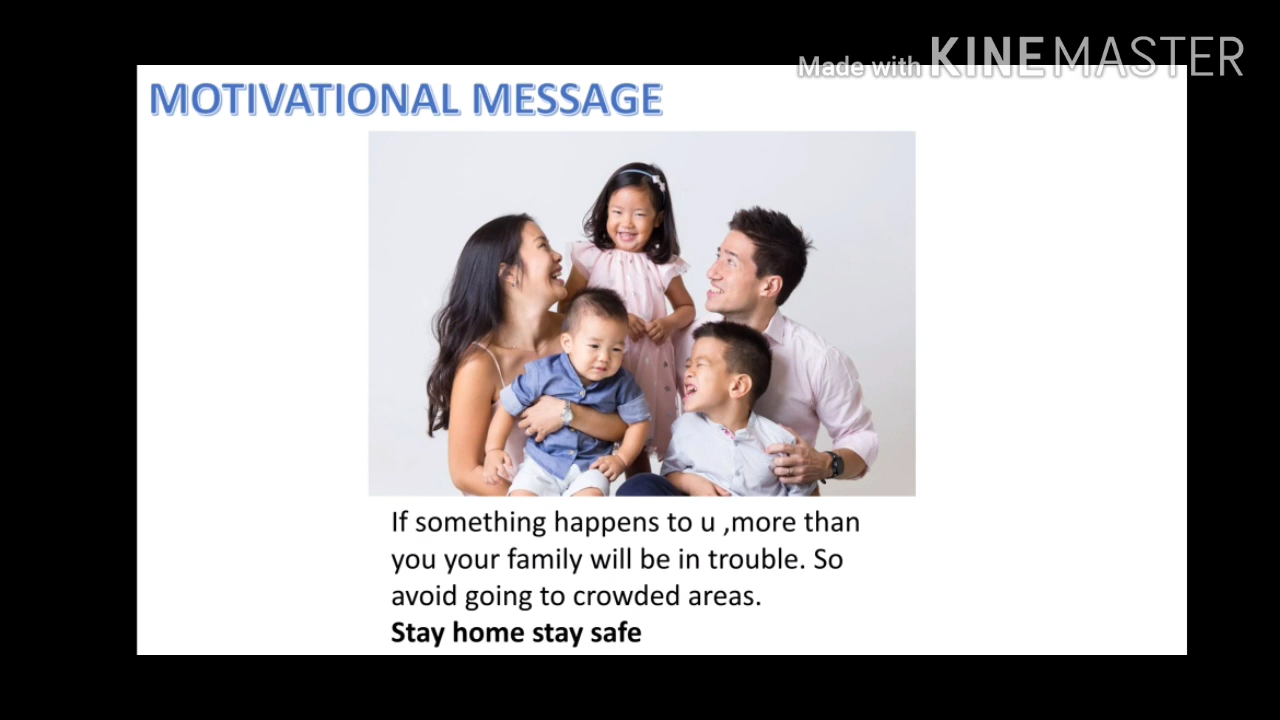 Made with KINEMASTER
MOTIVATIONAL MESSAGE
If something happens to u ,more than
you your family will be in trouble. So
avoid going to crowded areas.
Stay home stay safe